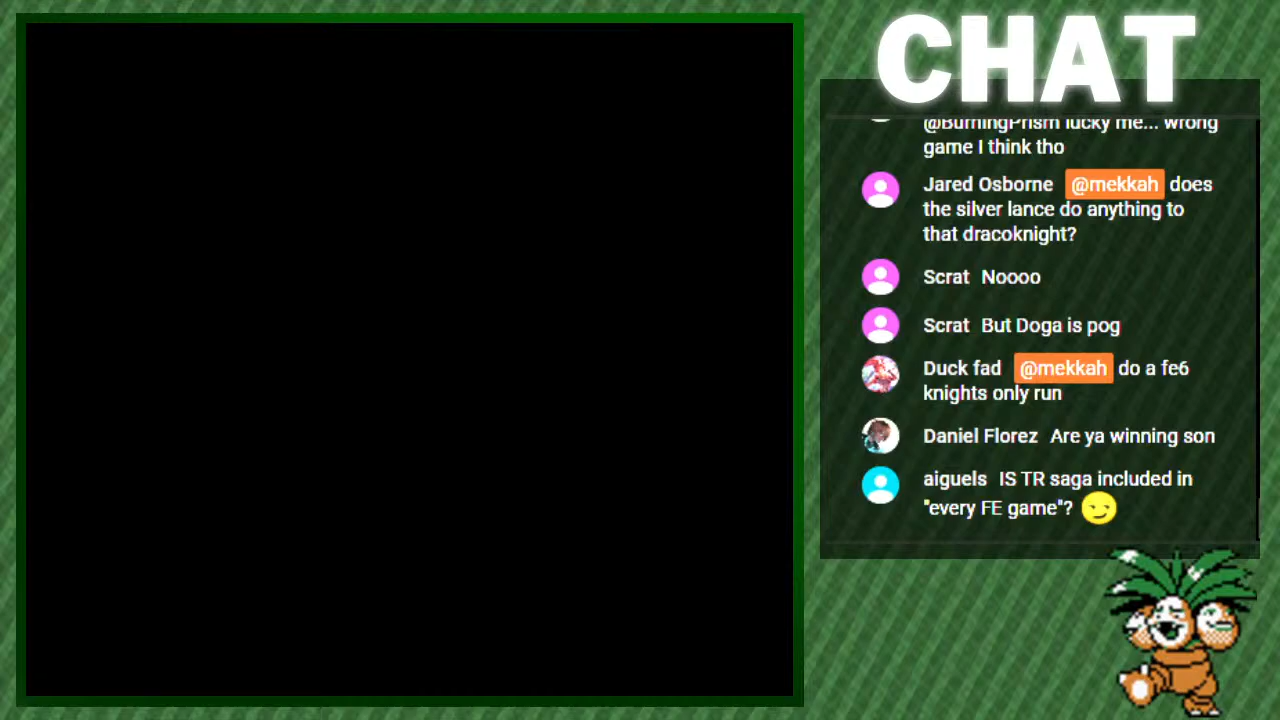 CHAT
@BurningPrism lucky me... wrong
game I think tho
Jared Osborne @mekkah does
the silver lance do anything to
that dracoknight?
Scrat Noooo
Scrat But Doga is pog
Duck fad @mekkah do a fe6
knights only run
Daniel Florez Are ya winning son
aiguels IS TR saga included in
"every FE game"?